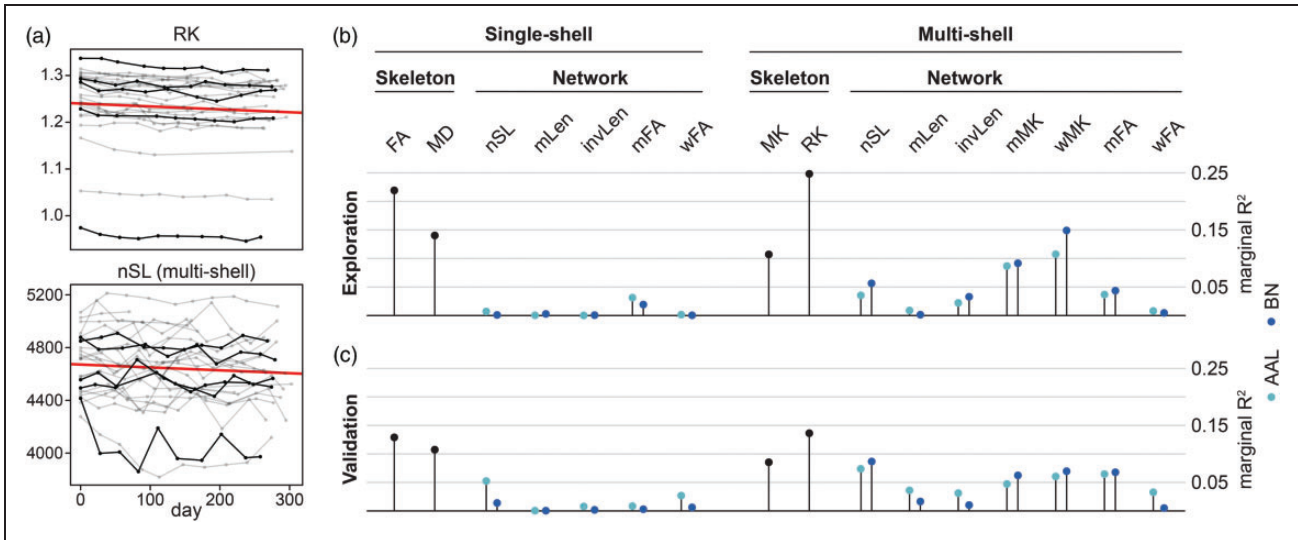 (a)
RK
1.3
1.2
1.1
1.0
nSL (multi-shell)
5200
4800
4400
4000
0 100 200 300
day
(b)
Single-shell Multi-shell
Skeleton Network Skeleton Network
FA MD nSL mLen invLen mFA wFA MK RK nSL mLen invLen mMK wMK mFA wFA
Exploration
0.25
0.15
0.05
marginal R²
(c)
Validation
0.25
0.15
0.05
marginal R²
AAL BN